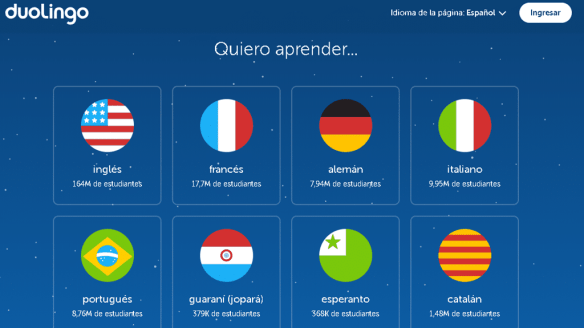 duolingo
Idioma de la página: Español
Ingresar
Quiero aprender...
inglés
164M de estudiantes
francés
17,7M de estudiantes
alemán
7,94M de estudiantes
italiano
9,95M de estudiantes
portugués
8,76M de estudiantes
guaraní (jopará)
379K de estudiantes
esperanto
368K de estudiantes
catalán
1,48M de estudiantes